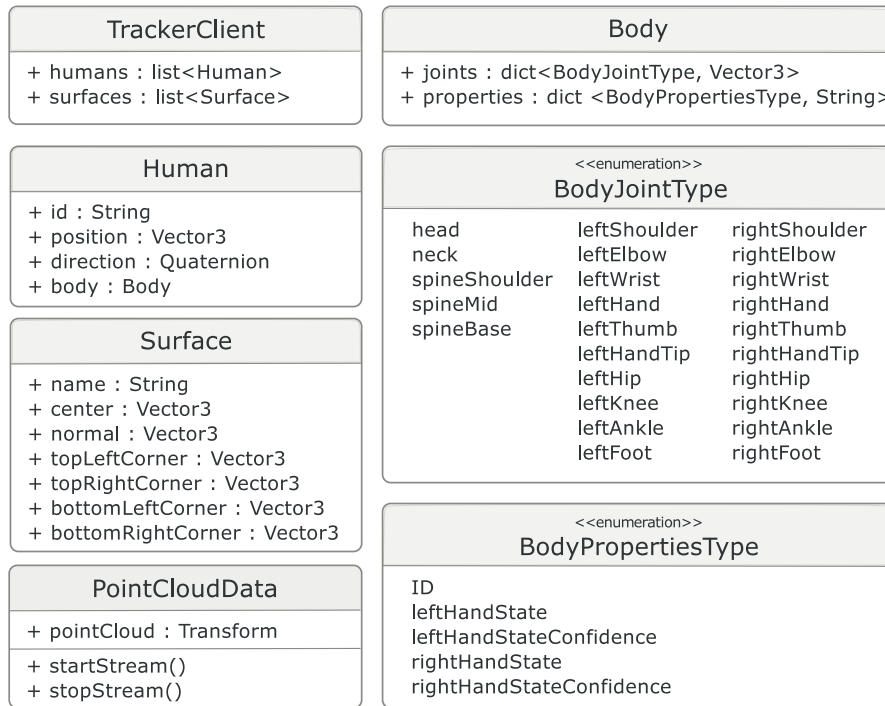 TrackerClient
+ humans : list<Human>
+ surfaces : list<Surface>
Human
+ id : String
+ position : Vector3
+ direction : Quaternion
+ body : Body
Surface
+ name : String
+ center : Vector3
+ normal : Vector3
+ topLeftCorner : Vector3
+ topRightCorner : Vector3
+ bottomLeftCorner : Vector3
+ bottomRightCorner : Vector3
PointCloudData
+ pointCloud : Transform
+ startStream()
+ stopStream()
Body
+ joints : dict<BodyJointType, Vector3>
+ properties : dict <BodyPropertiesType, String>
<<enumeration>>
BodyJointType
head leftShoulder rightShoulder
neck leftElbow rightElbow
spineShoulder leftWrist rightWrist
spineMid leftHand rightHand
spineBase leftThumb rightThumb
leftHandTip rightHandTip
leftHip rightHip
leftKnee rightKnee
leftAnkle rightAnkle
leftFoot rightFoot
<<enumeration>>
BodyPropertiesType
ID
leftHandState
leftHandStateConfidence
rightHandState
rightHandStateConfidence